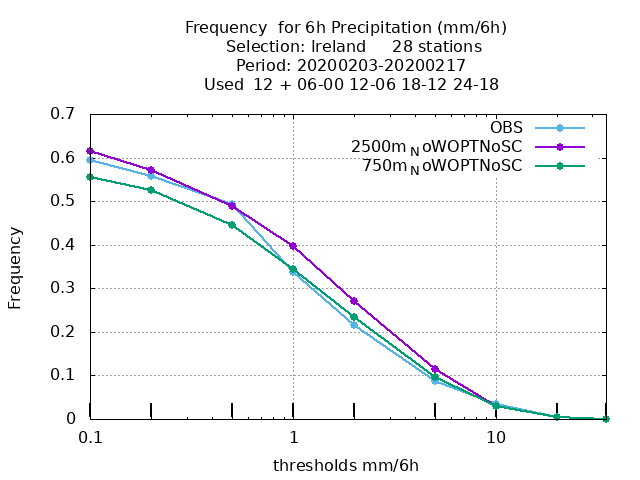 Frequency  for 6h Precipitation (mm/6h)
Selection: Ireland     28 stations
Period: 20200203-20200217
Used  12 + 06-00 12-06 18-12 24-18
0.7
OBS
2500m_NoWOPTNoSC
750m_NoWOPTNoSC
0.6
0.5
0.4
0.3
0.2
0.1
0
Frequency
0.1 1 10
thresholds mm/6h